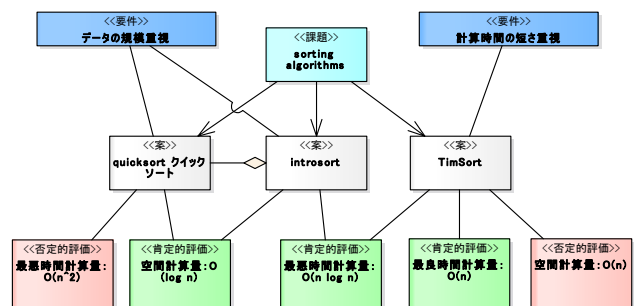 <<要件>>
データの規模重視
<<課題>>
sorting
algorithms
<<要件>>
計算時間の短さ重視
<<案>>
quicksort クイック
ソート
<<案>>
introsort
<<案>>
TimSort
<<否定的評価>>
最悪時間計算量:
O(n^2)
<<肯定的評価>>
空間計算量:O
(log n)
<<肯定的評価>>
最悪時間計算量:
O(n log n)
<<肯定的評価>>
最良時間計算量:
O(n)
<<否定的評価>>
空間計算量:O(n)